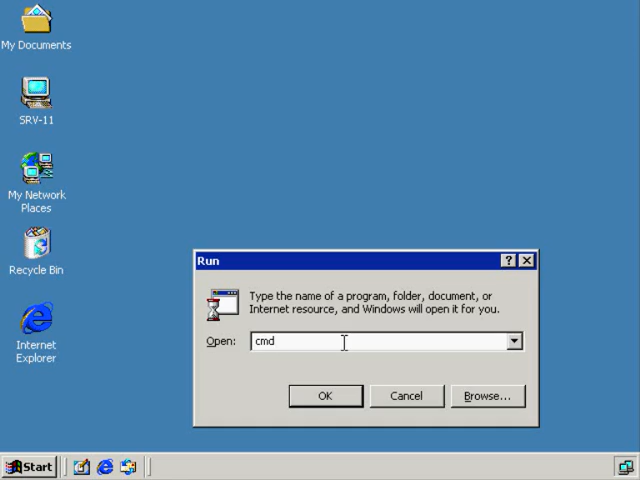 My Documents
SRV-11
My Network
Places
Recycle Bin
Internet
Explorer
Run
Type the name of a program, folder, document, or
Internet resource, and Windows will open it for you.
Open: cmd
OK Cancel Browse...
Start